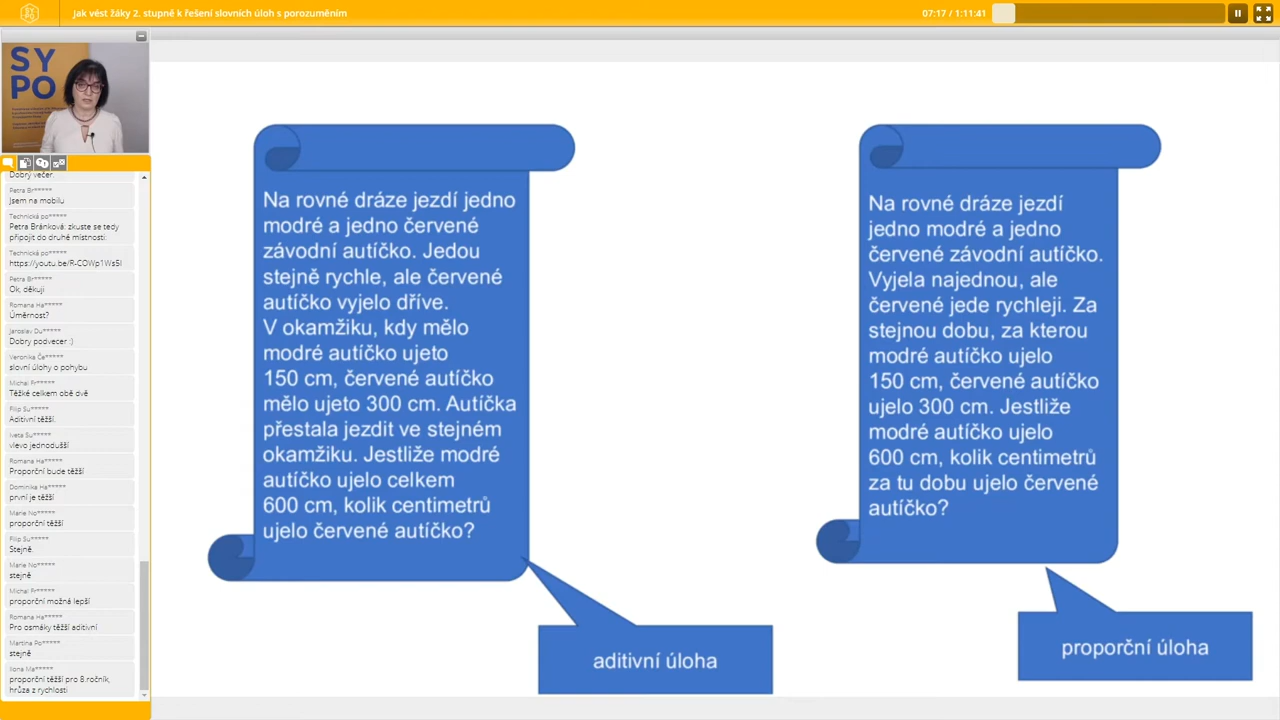 Jak vést žáky 2. stupně k řešení slovních úloh s porozuměním
07:17 / 1:11:41
SY
PO
Dobrý večer.
Petra Br*****
Jsem na mobilu
Technická po*****
Petra Bránková: zkuste se tedy
připojit do druhé místnosti:
Technická po*****
https://youtu.be/R-COWp1Ws5I
Petra Br*****
Ok, děkuji
Romana Ha*****
Úměrnost?
Jaroslav Du*****
Dobry podvecer :)
Veronika Ča*****
slovní úlohy o pohybu
Michal Fr*****
Těžké celkem obě dvě
Filip Su*****
Aditivní těžší.
Iveta Su*****
vlevo jednodušší
Romana Ha*****
Proporční bude těžší
Dominika Ha*****
první je těžší
Marie No*****
proporční těžší
Filip Su*****
Stejně.
Marie No*****
stejně
Michal Fr*****
proporční možná lepší
Romana Ha*****
Pro osmáky těžší aditivní
Martina Po*****
stejně
Ilona Ma*****
proporční těžší pro 8.ročník,
hrůza z rychlosti
Na rovné dráze jezdí jedno
modré a jedno červené
závodní autíčko. Jedou
stejně rychle, ale červené
autíčko vyjelo dříve.
V okamžiku, kdy mělo
modré autíčko ujeto
150 cm, červené autíčko
mělo ujeto 300 cm. Autíčka
přestala jezdit ve stejném
okamžiku. Jestliže modré
autíčko ujelo celkem
600 cm, kolik centimetrů
ujelo červené autíčko?
aditivní úloha
Na rovné dráze jezdí
jedno modré a jedno
červené závodní autíčko.
Vyjela najednou, ale
červené jede rychleji. Za
stejnou dobu, za kterou
modré autíčko ujelo
150 cm, červené autíčko
ujelo 300 cm. Jestliže
modré autíčko ujelo
600 cm, kolik centimetrů
za tu dobu ujelo červené
autíčko?
proporční úloha